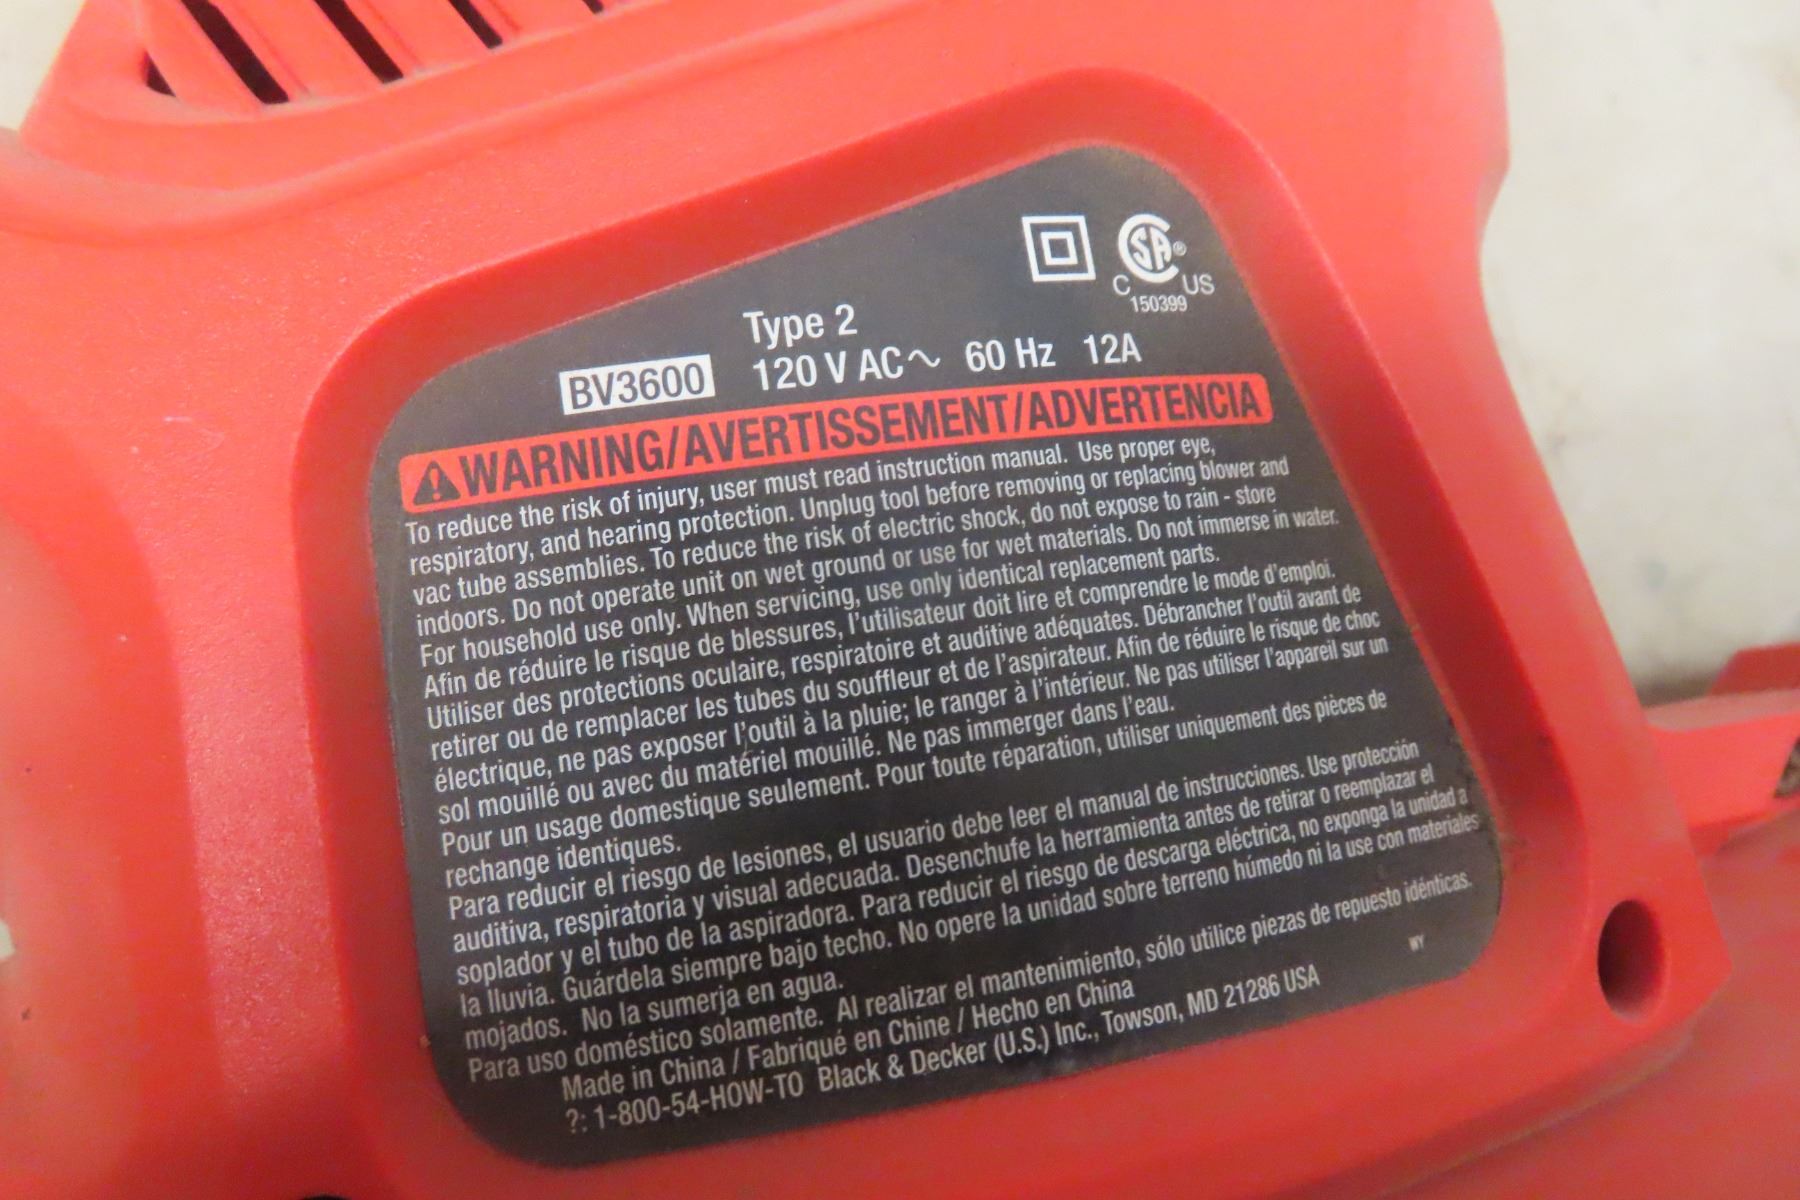 SA®
C US
150399
Type 2
BV3600 120 V AC~ 60 Hz 12A
WARNING/AVERTISSEMENT/ADVERTENCIA
To reduce the risk of injury, user must read instruction manual. Use proper eye,
respiratory, and hearing protection. Unplug tool before removing or replacing blower and
vac tube assemblies. To reduce the risk of electric shock, do not expose to rain - store
indoors. Do not operate unit on wet ground or use for wet materials. Do not immerse in water.
For household use only. When servicing, use only identical replacement parts.
Afin de réduire le risque de blessures, l'utilisateur doit lire et comprendre le mode d'emploi.
Utiliser des protections oculaire, respiratoire et auditive adéquates. Débrancher l'outil avant de
retirer ou de remplacer les tubes du souffleur et de l'aspirateur. Afin de réduire le risque de choc
électrique, ne pas exposer l'outil à la pluie; le ranger à l'intérieur. Ne pas utiliser l'appareil sur un
sol mouillé ou avec du matériel mouillé. Ne pas immerger dans l'eau.
Pour un usage domestique seulement. Pour toute réparation, utiliser uniquement des pièces de
rechange identiques.
Para reducir el riesgo de lesiones, el usuario debe leer el manual de instrucciones. Use protección
auditiva, respiratoria y visual adecuada. Desenchufe la herramienta antes de retirar o reemplazar el
soplador y el tubo de la aspiradora. Para reducir el riesgo de descarga eléctrica, no exponga la unidad a
la lluvia. Guárdela siempre bajo techo. No opere la unidad sobre terreno húmedo ni la use con materiales
mojados. No la sumerja en agua.
Para uso doméstico solamente. Al realizar el mantenimiento, sólo utilice piezas de repuesto idénticas.
Made in China / Fabriqué en Chine / Hecho en China
WY
?: 1-800-54-HOW-TO Black & Decker (U.S.) Inc., Towson, MD 21286 USA